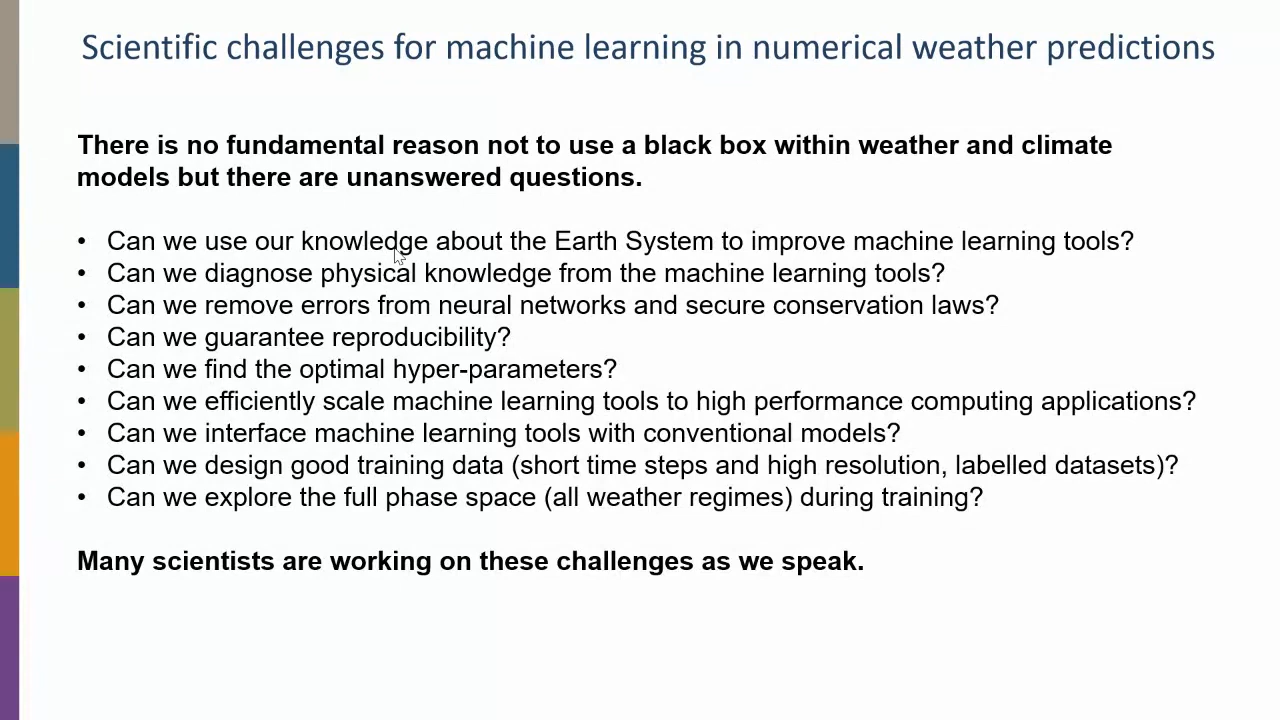 Scientific challenges for machine learning in numerical weather predictions
There is no fundamental reason not to use a black box within weather and climate
models but there are unanswered questions.
• Can we use our knowledge about the Earth System to improve machine learning tools?
• Can we diagnose physical knowledge from the machine learning tools?
• Can we remove errors from neural networks and secure conservation laws?
• Can we guarantee reproducibility?
• Can we find the optimal hyper-parameters?
• Can we efficiently scale machine learning tools to high performance computing applications?
• Can we interface machine learning tools with conventional models?
• Can we design good training data (short time steps and high resolution, labelled datasets)?
• Can we explore the full phase space (all weather regimes) during training?
Many scientists are working on these challenges as we speak.